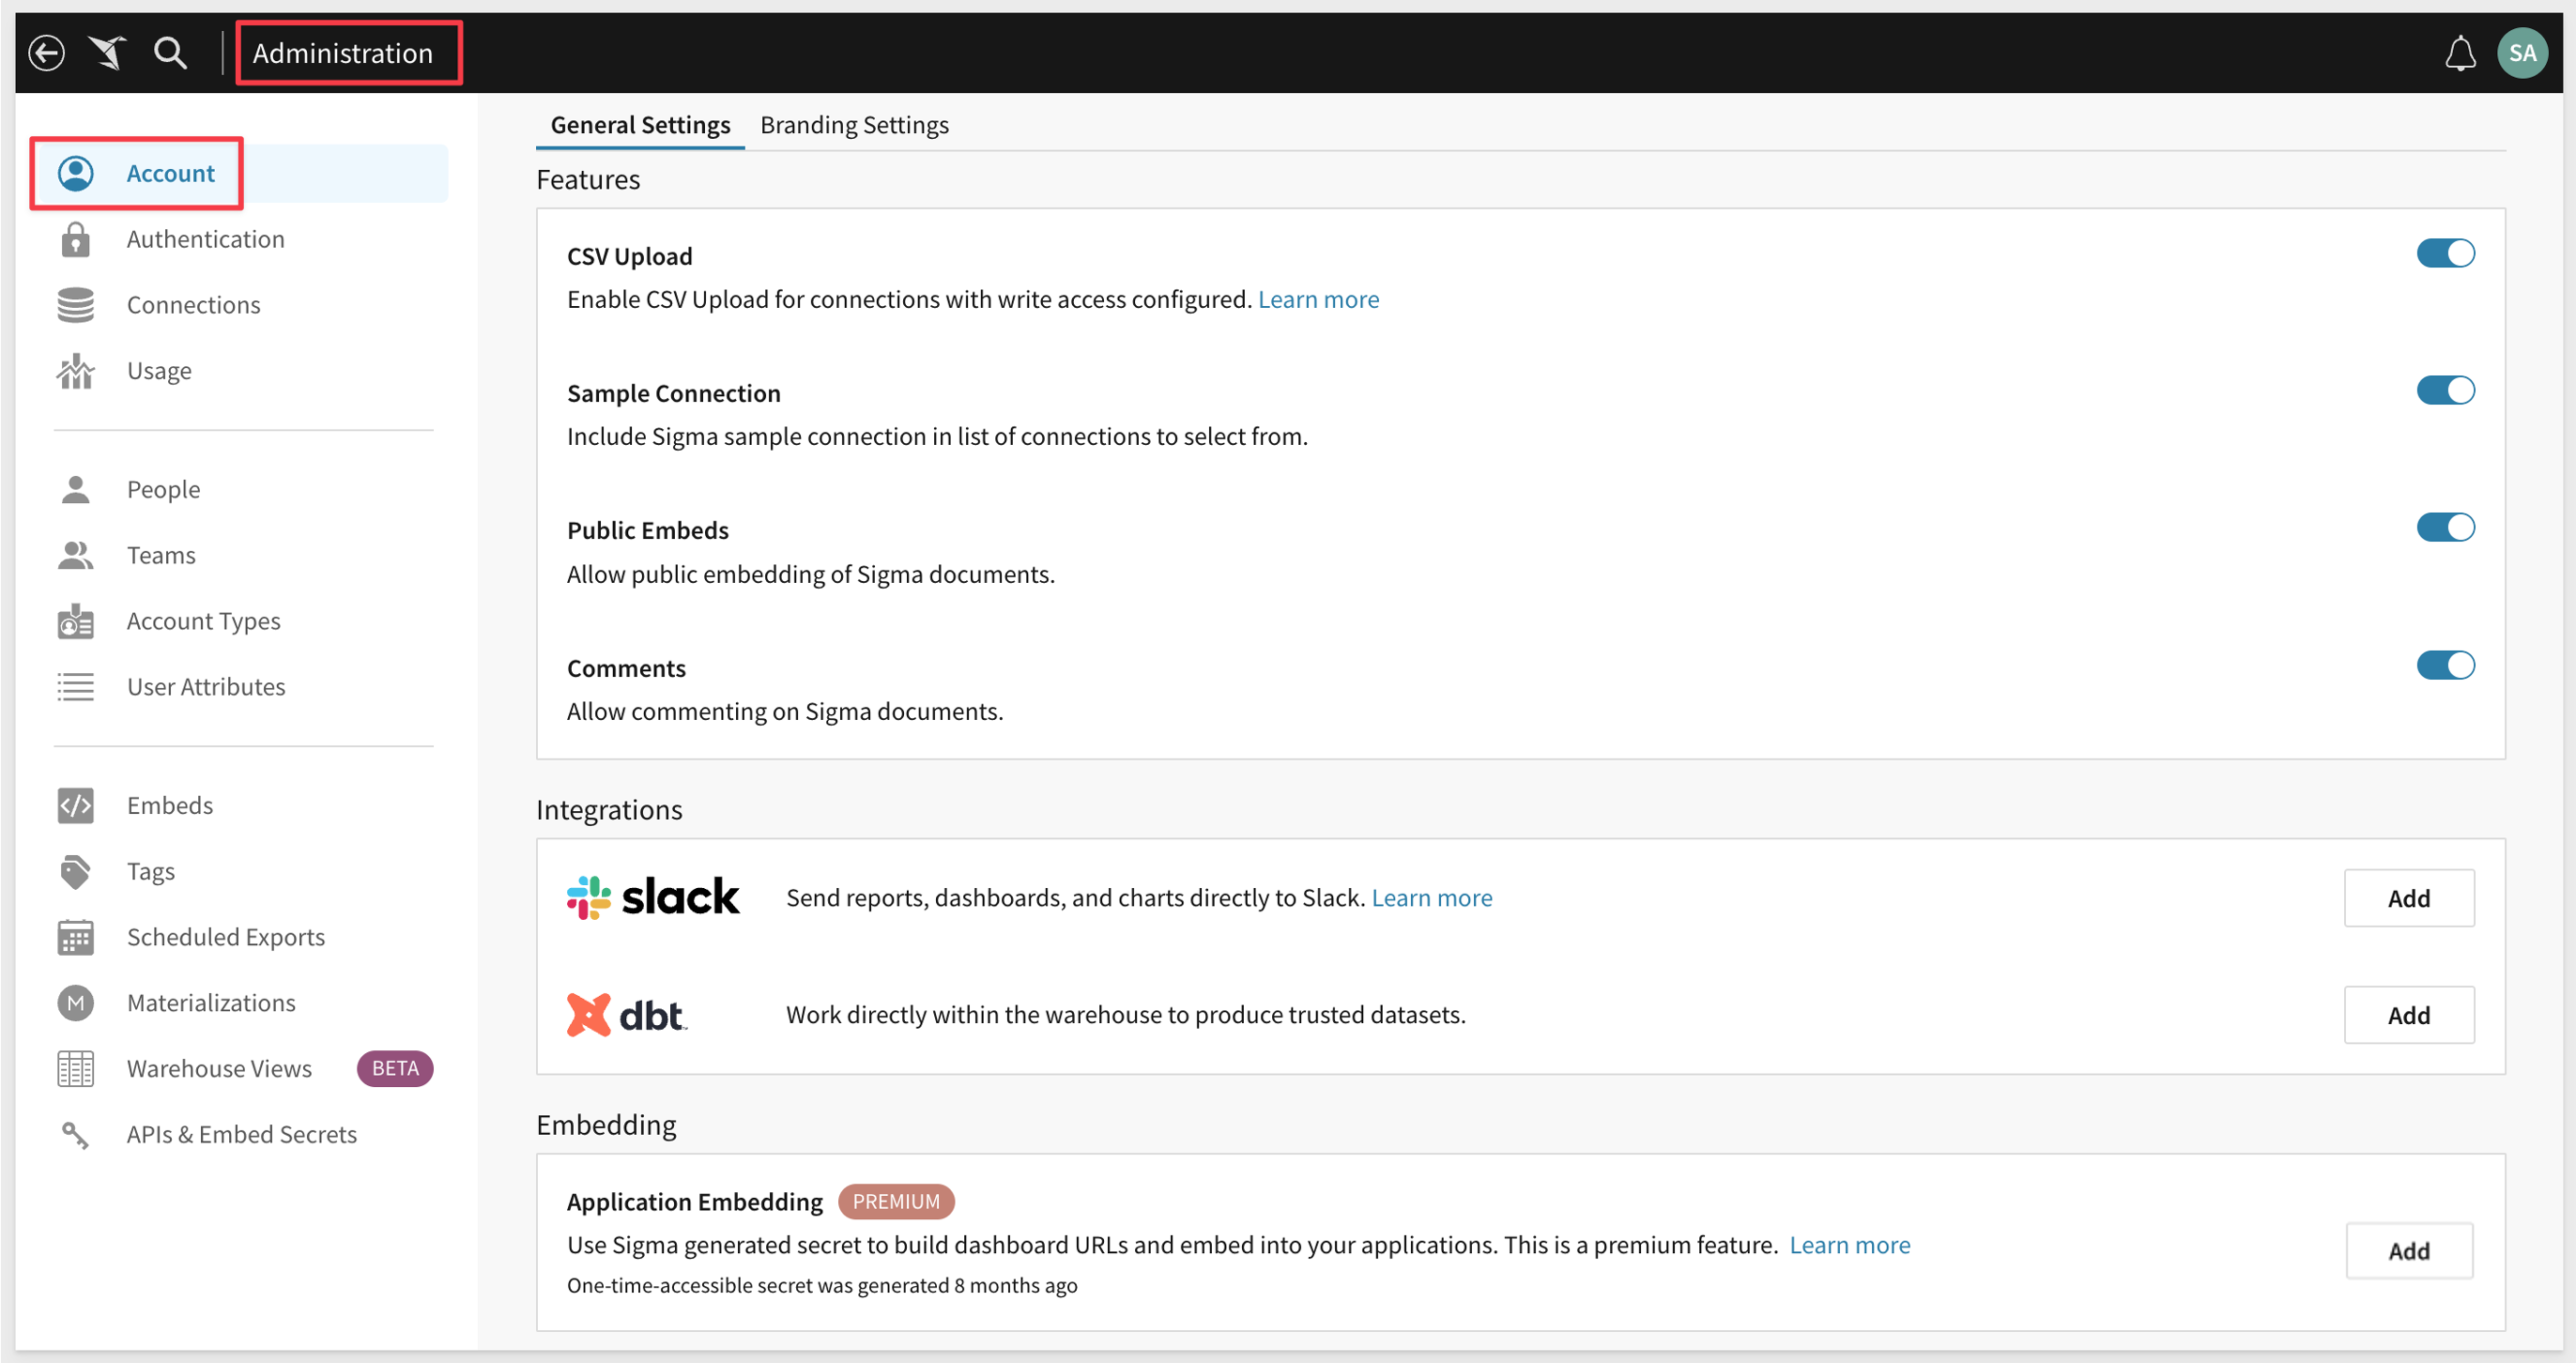 Administration
SA
Account
Authentication
Connections
Usage
People
Teams
Account Types
User Attributes
Embeds
Tags
Scheduled Exports
M
Materializations
Warehouse Views BETA
APIs & Embed Secrets
General Settings Branding Settings
Features
CSV Upload
Enable CSV Upload for connections with write access configured. Learn more
Sample Connection
Include Sigma sample connection in list of connections to select from.
Public Embeds
Allow public embedding of Sigma documents.
Comments
Allow commenting on Sigma documents.
Integrations
slack Send reports, dashboards, and charts directly to Slack. Learn more Add
dbt Work directly within the warehouse to produce trusted datasets. Add
Embedding
Application Embedding PREMIUM
Use Sigma generated secret to build dashboard URLs and embed into your applications. This is a premium feature. Learn more
Add
One-time-accessible secret was generated 8 months ago